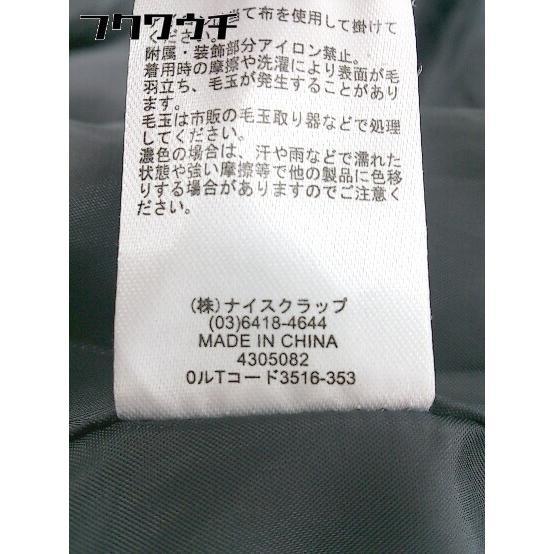 フクウウチ
当て布を使用して掛けて
ください。
附属・装飾部分アイロン禁止。
着用時の摩擦や洗濯により表面が毛
羽立ち、毛玉が発生することがあり
ます。
毛玉は市販の毛玉取り器などで処理
してください。
濃色の場合は、汗や雨などで濡れた
状態や強い摩擦等で他の製品に色移
りする場合がありますのでご注意く
ださい。
(株)ナイスクラップ
(03)6418-4644
MADE IN CHINA
4305082
0ルTコード3516-353